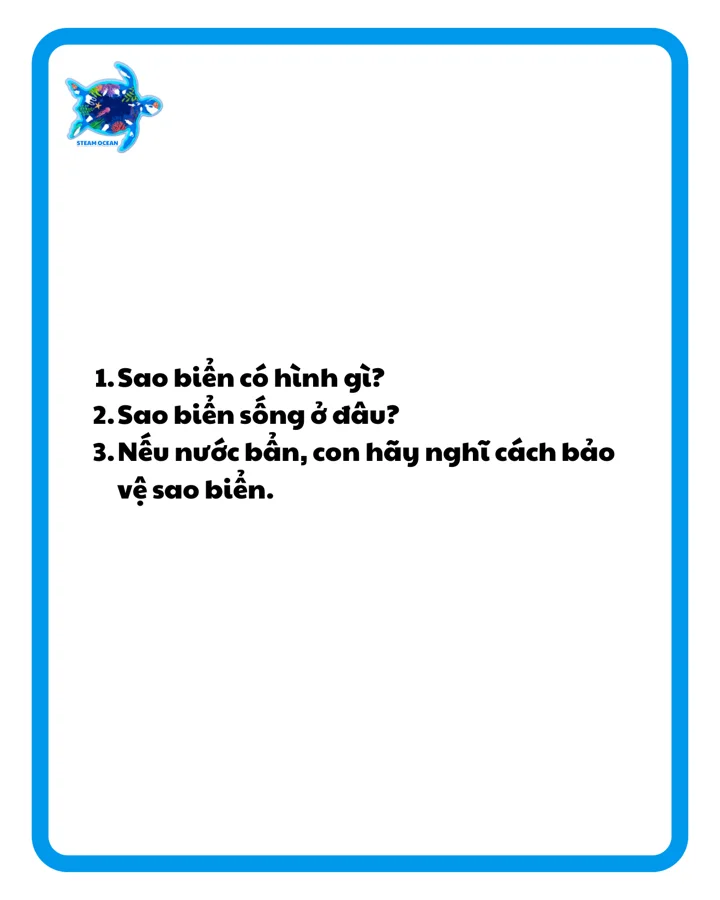 STEAM OCEAN
1. Sao biển có hình gì?
2. Sao biển sống ở đâu?
3. Nếu nước bẩn, con hãy nghĩ cách bảo
vệ sao biển.